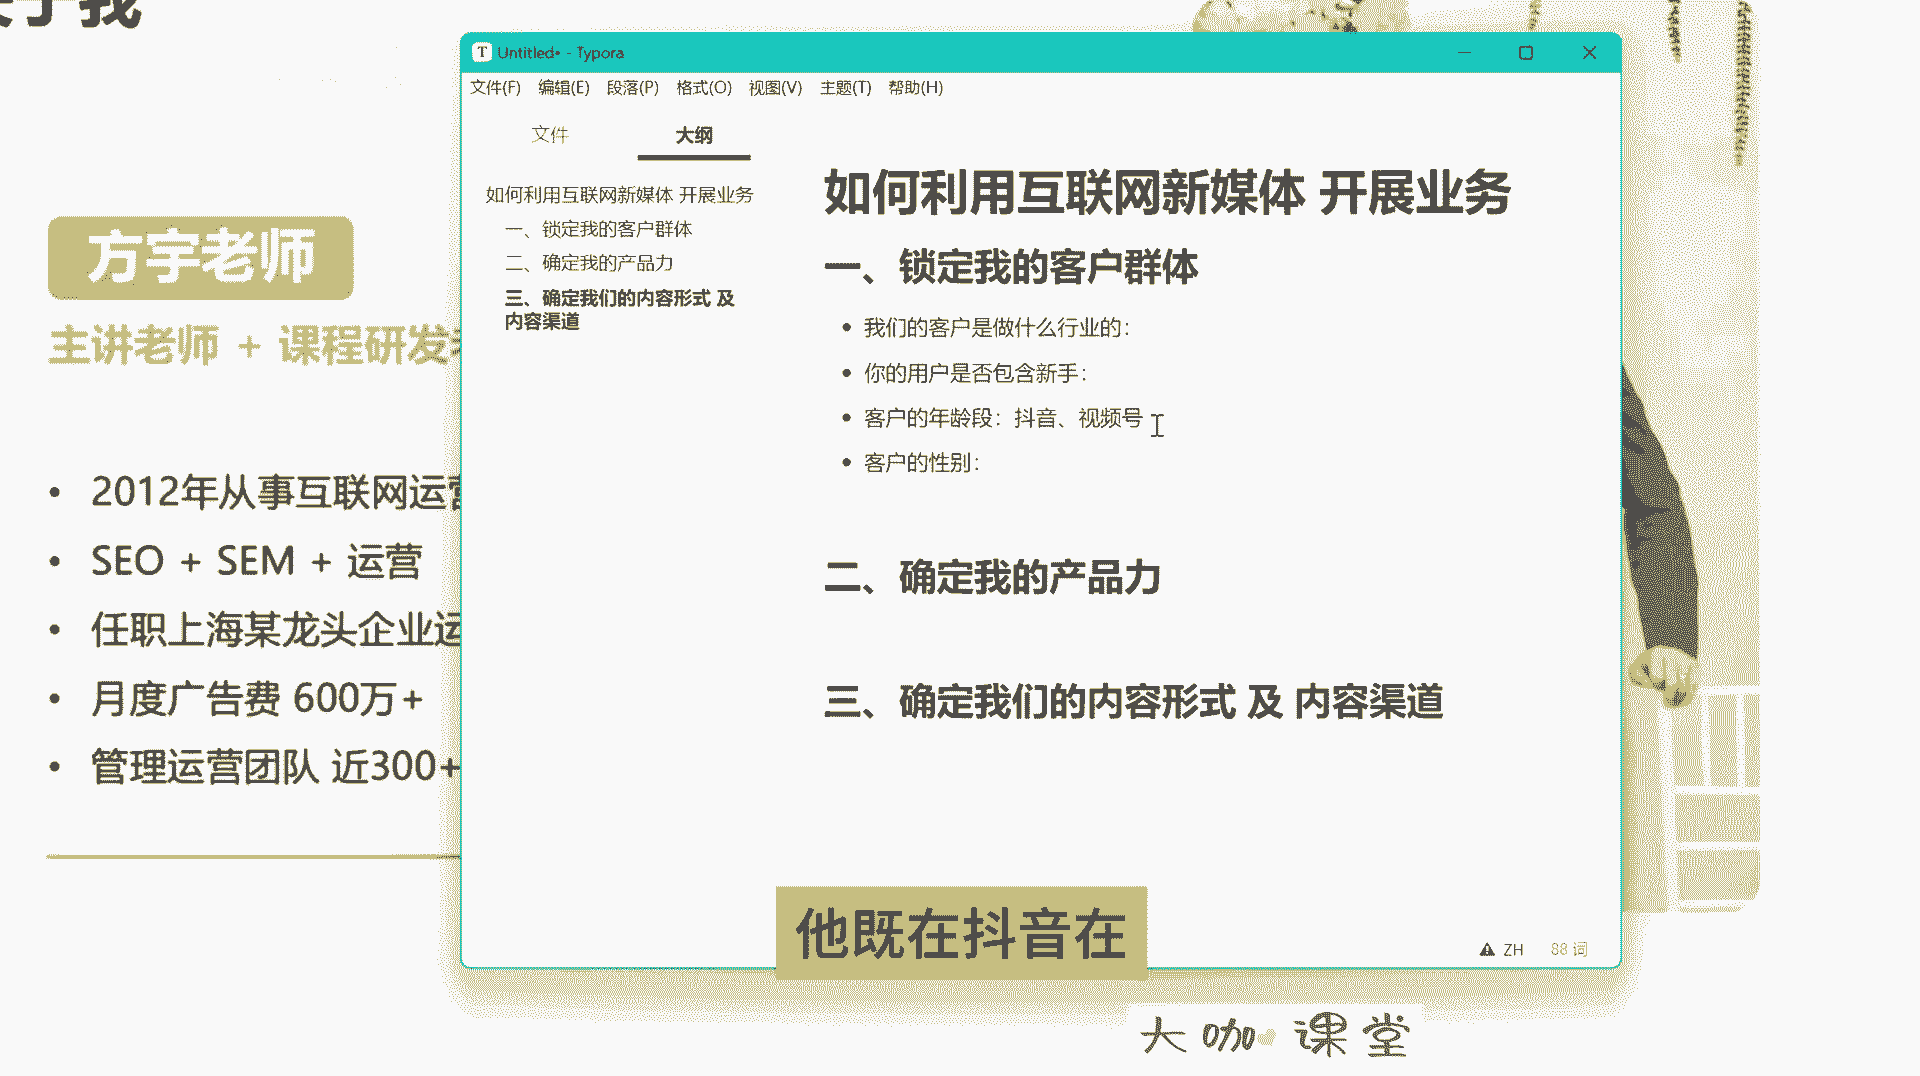 于我
方宇老师
主讲老师 + 课程研发
2012年从事互联网运营
SEO + SEM + 运营
任职上海某龙头企业运
月度广告费 600万+
管理运营团队 近300+
Untitled• - Typora
文件(F) 编辑(E) 段落(P) 格式(O) 视图(V) 主题(T) 帮助(H)
文件 大纲
如何利用互联网新媒体 开展业务
一、锁定我的客户群体
二、确定我的产品力
三、确定我们的内容形式 及
内容渠道
如何利用互联网新媒体 开展业务
一、锁定我的客户群体
我们的客户是做什么行业的：
你的用户是否包含新手：
客户的年龄段：抖音、视频号
客户的性别：
二、确定我的产品力
三、确定我们的内容形式 及 内容渠道
他既在抖音在
ZH 88 词
大咖课堂